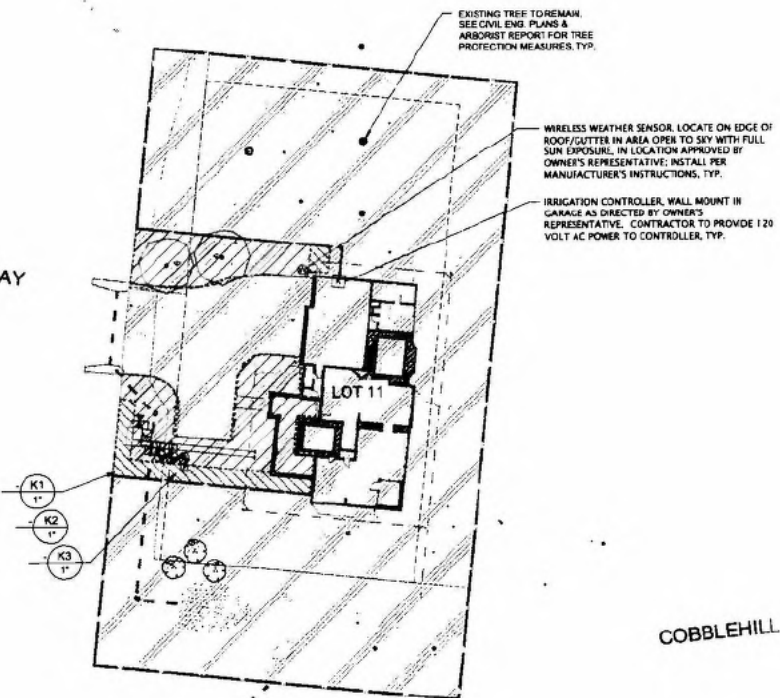 EXISTING TREE TO REMAIN.
SEE CIVIL ENG. PLANS &
ARBORIST REPORT FOR TREE
PROTECTION MEASURES, TYP.
WIRELESS WEATHER SENSOR, LOCATE ON EDGE OF
ROOF/GUTTER IN AREA OPEN TO SKY WITH FULL
SUN EXPOSURE, IN LOCATION APPROVED BY
OWNER'S REPRESENTATIVE; INSTALL PER
MANUFACTURER'S INSTRUCTIONS, TYP.
IRRIGATION CONTROLLER, WALL MOUNT IN
GARAGE AS DIRECTED BY OWNER'S
REPRESENTATIVE. CONTRACTOR TO PROVIDE 120
VOLT AC POWER TO CONTROLLER, TYP.
AY
LOT 11
K1
1"
K2
1"
K3
1"
COBBLEHILL